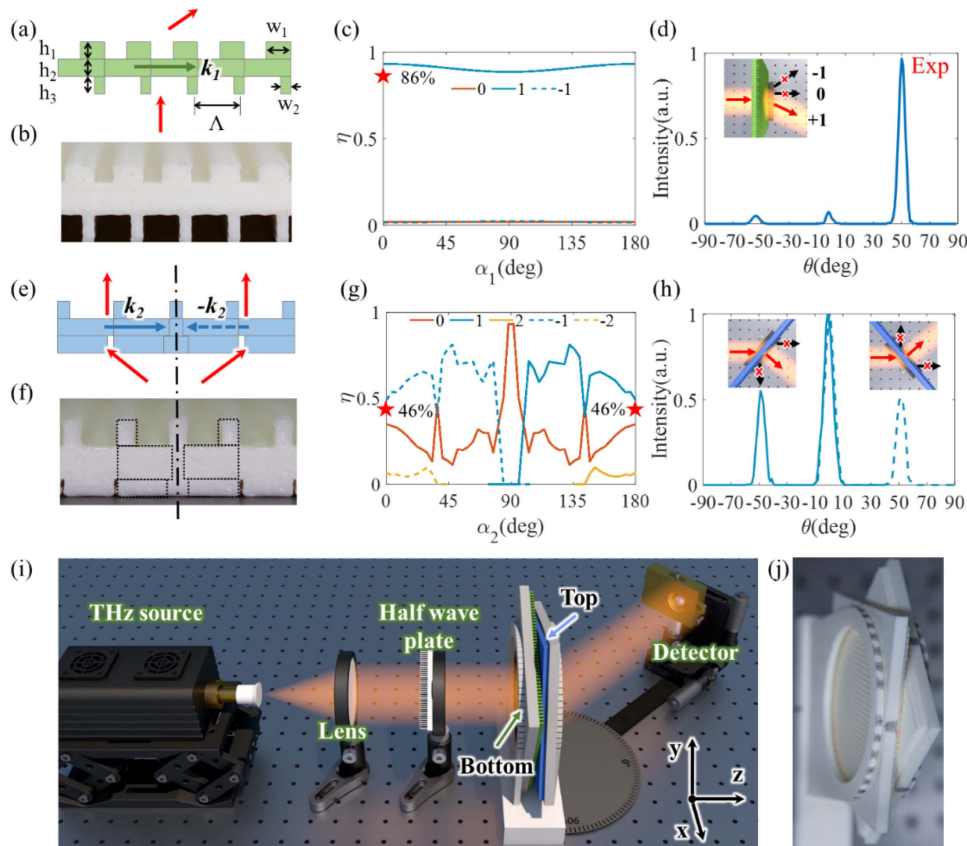 (a)
h₁
h₂
h₃
k₁
w₁
w₂
Λ
(b)
(c)
1
0.5
0
η
86%
0 1 -1
0 45 90 135 180
α₁(deg)
(d)
1
0.5
0
Intensity(a.u.)
-1
0
+1
Exp
-90 -70 -50 -30 -10 10 30 50 70 90
θ(deg)
(e)
k₂ -k₂
(f)
(g)
0 1 2 -1 -2
1
0.5
0
η
46% 46%
0 45 90 135 180
α₂(deg)
(h)
1
0.5
0
Intensity(a.u.)
-90 -70 -50 -30 -10 10 30 50 70 90
θ(deg)
(i)
THz source
Lens
Half wave
plate
Bottom
Top
Detector
y
z
x
(j)